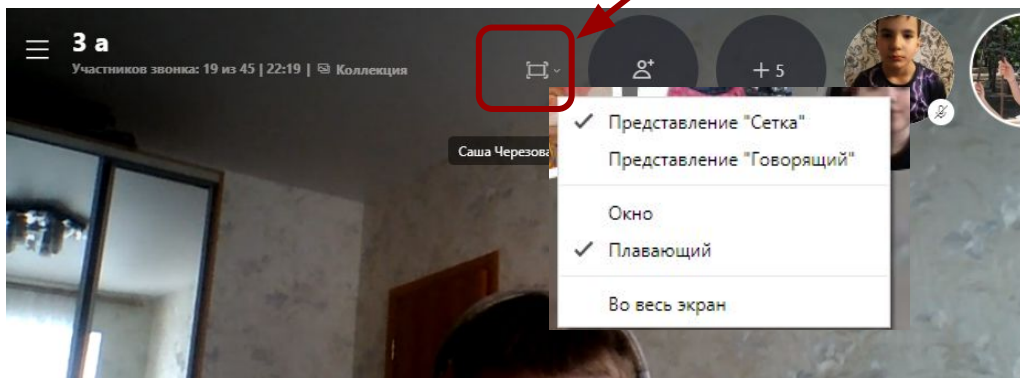 3 а
Участников звонка: 19 из 45 | 22:19 | Коллекция
+ 5
Саша Черезова
Представление "Сетка"
Представление "Говорящий"
Окно
Плавающий
Во весь экран